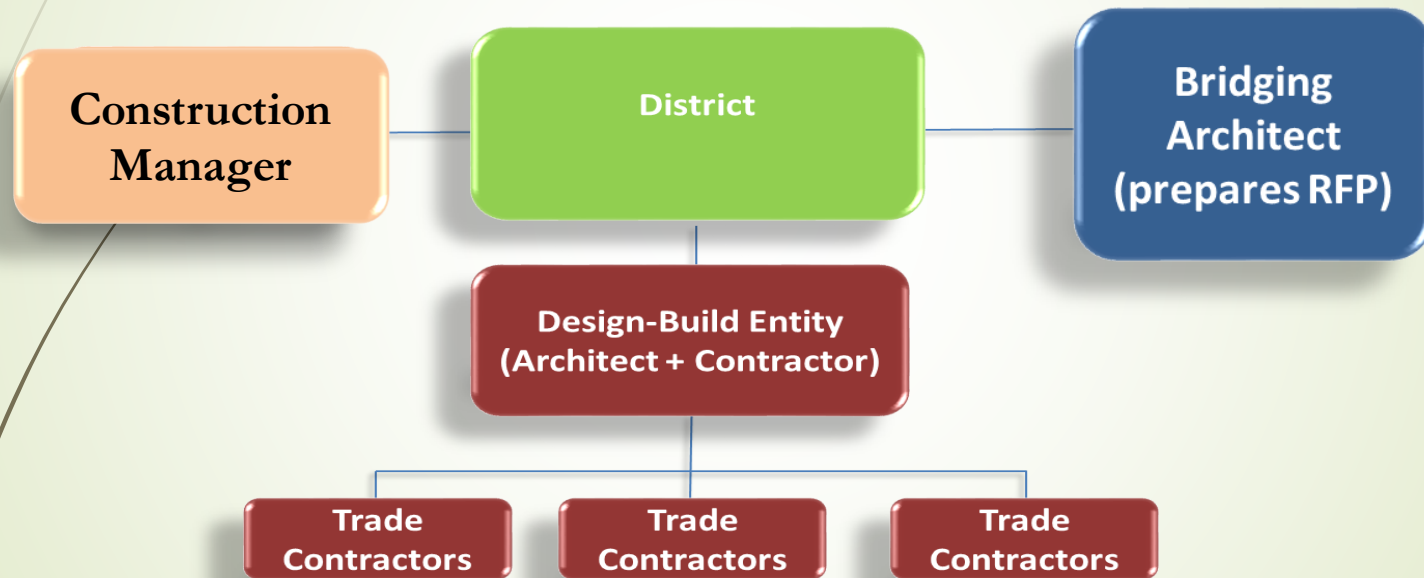 Construction
Manager
District
Bridging
Architect
(prepares RFP)
Design-Build Entity
(Architect + Contractor)
Trade
Contractors
Trade
Contractors
Trade
Contractors